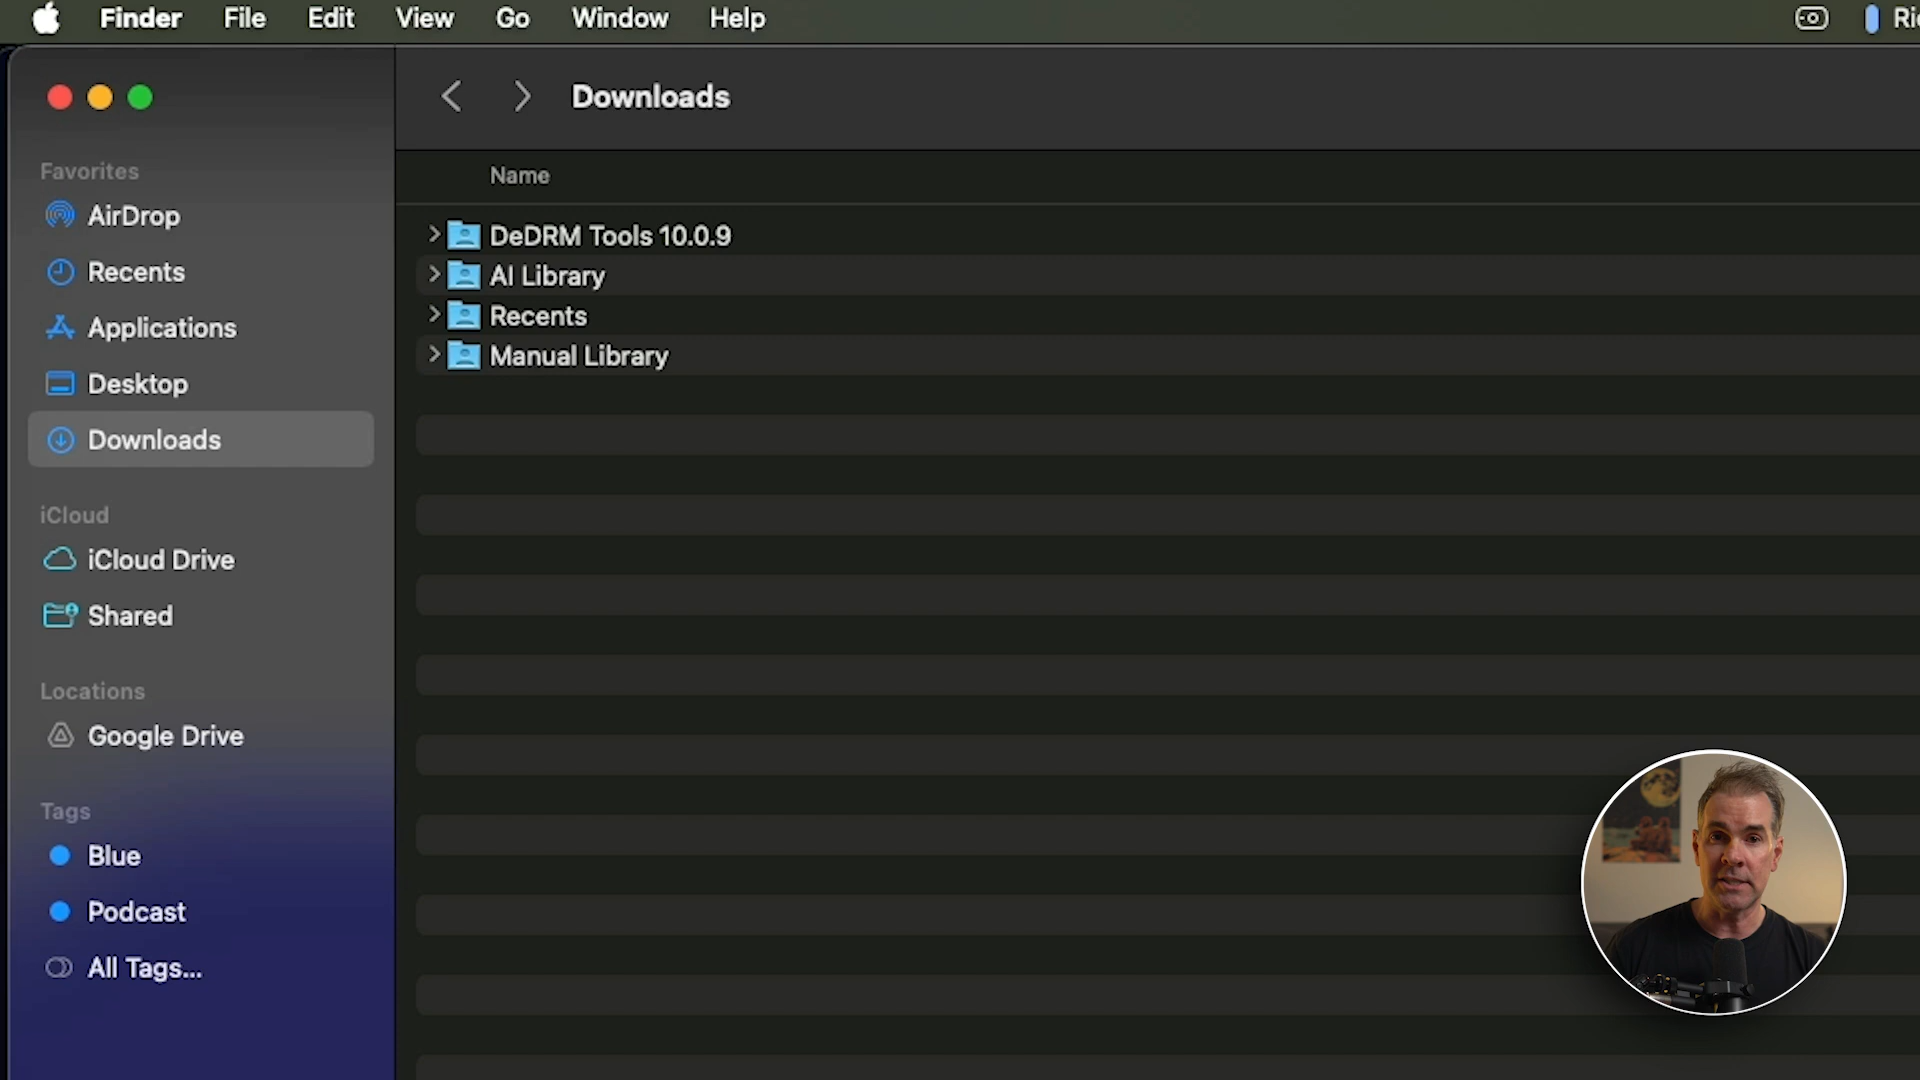 Finder File Edit View Go Window Help
Downloads
Favorites
AirDrop
Recents
Applications
Desktop
Downloads
iCloud
iCloud Drive
Shared
Locations
Google Drive
Tags
Blue
Podcast
All Tags...
Name
DeDRM Tools 10.0.9
AI Library
Recents
Manual Library